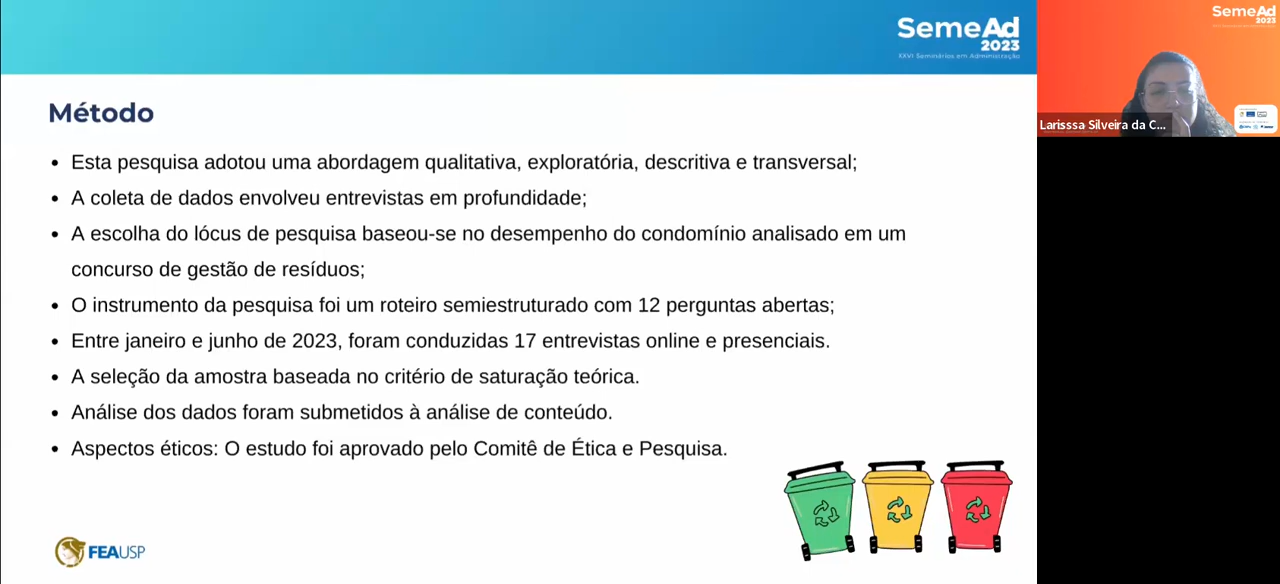 SemeAd
2023
XXVI Seminários em Administração
Método
• Esta pesquisa adotou uma abordagem qualitativa, exploratória, descritiva e transversal;
• A coleta de dados envolveu entrevistas em profundidade;
• A escolha do lócus de pesquisa baseou-se no desempenho do condomínio analisado em um
concurso de gestão de resíduos;
• O instrumento da pesquisa foi um roteiro semiestruturado com 12 perguntas abertas;
• Entre janeiro e junho de 2023, foram conduzidas 17 entrevistas online e presenciais.
• A seleção da amostra baseada no critério de saturação teórica.
• Análise dos dados foram submetidos à análise de conteúdo.
• Aspectos éticos: O estudo foi aprovado pelo Comitê de Ética e Pesquisa.
FEAUSP
SemeAd
2023
Larisssa Silveira da C...